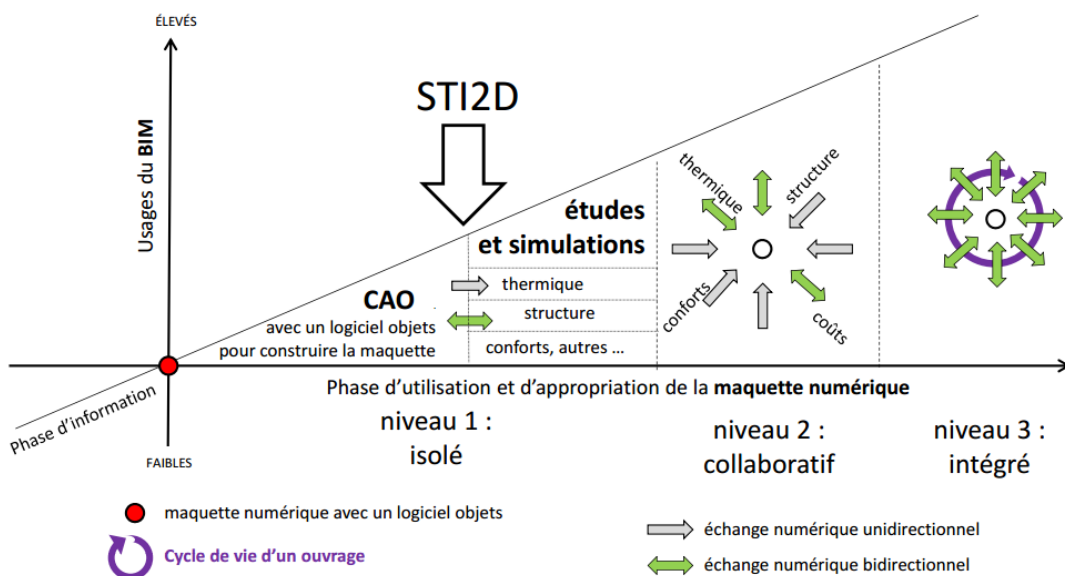 ÉLEVÉS
Usages du BIM
STI2D
études
et simulations
thermique
structure
conforts, autres ...
CAO
avec un logiciel objets
pour construire la maquette
thermique
structure
conforts
coûts
Phase d'information
Phase d'utilisation et d'appropriation de la maquette numérique
FAIBLES
niveau 1 :
isolé
niveau 2 :
collaboratif
niveau 3 :
intégré
maquette numérique avec un logiciel objets
Cycle de vie d'un ouvrage
échange numérique unidirectionnel
échange numérique bidirectionnel